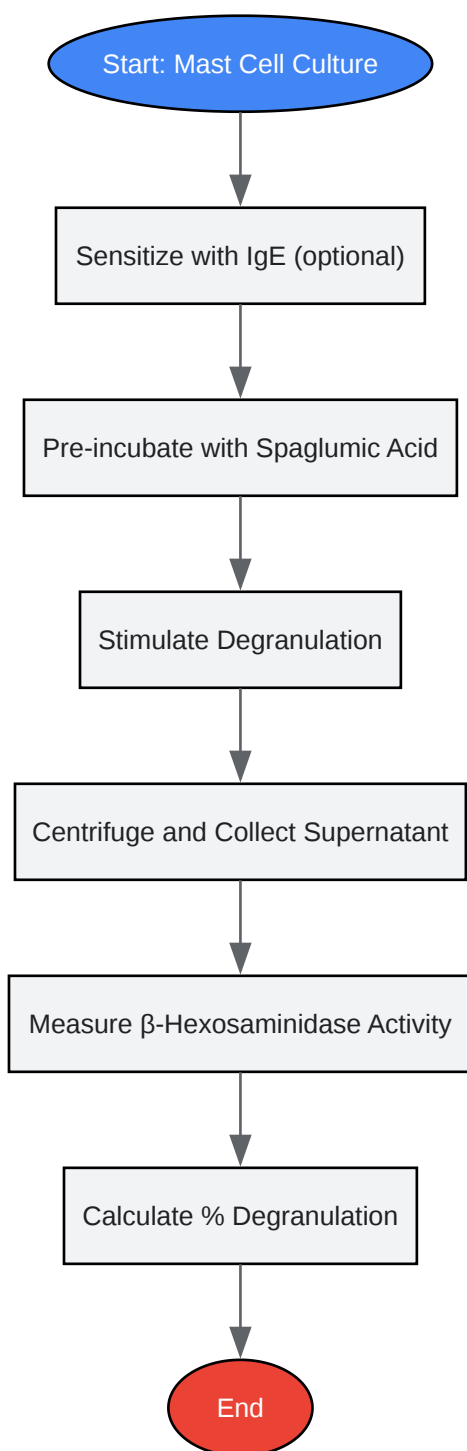 Start: Mast Cell Culture
Sensitize with IgE (optional)
Pre-incubate with Spaglumic Acid
Stimulate Degranulation
Centrifuge and Collect Supernatant
Measure β-Hexosaminidase Activity
Calculate % Degranulation
End